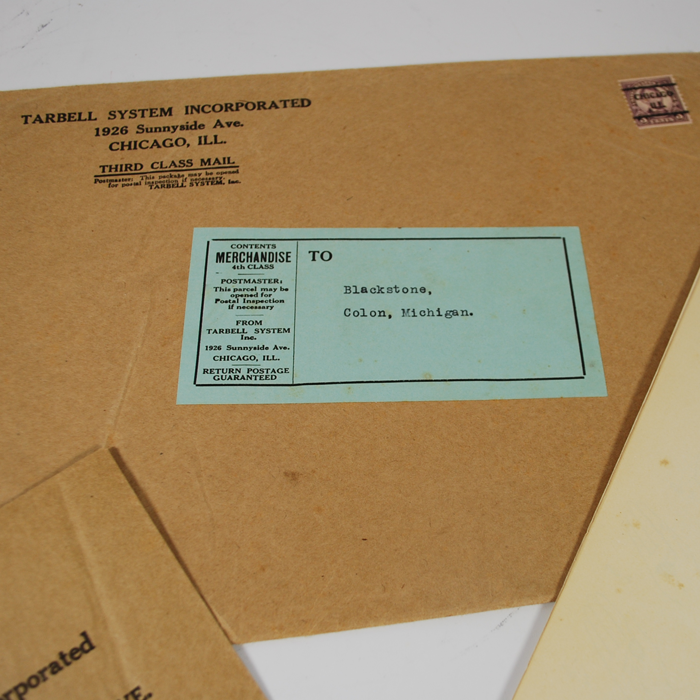 TARBELL SYSTEM INCORPORATED
1926 Sunnyside Ave.
CHICAGO, ILL.
THIRD CLASS MAIL
Postmaster: This package may be opened
for postal inspection if necessary.
TARBELL SYSTEM, Inc.
CHICAGO
ILL.
CONTENTS
MERCHANDISE
4th CLASS
POSTMASTER:
This parcel may be
opened for
Postal Inspection
if necessary
FROM
TARBELL SYSTEM
Inc.
1926 Sunnyside Ave.
CHICAGO, ILL.
RETURN POSTAGE
GUARANTEED
TO
Blackstone,
Colon, Michigan.
rporated
VE.